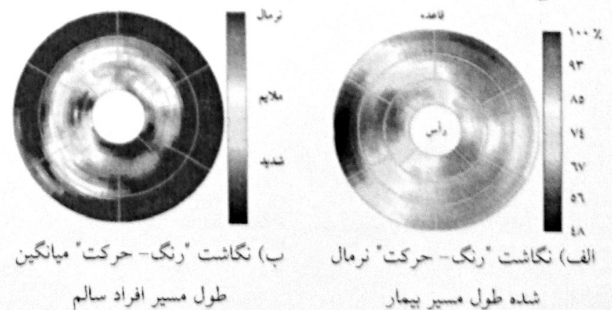 قاعده
رأس
۱۰۰ %
۹۳
۸۵
۷۴
۶۷
۵۶
۴۸
الف) نگاشت "رنگ- حرکت" نرمال
شده طول مسیر بیمار
نرمال
ملایم
شدید
ب) نگاشت "رنگ- حرکت" میانگین
طول مسیر افراد سالم